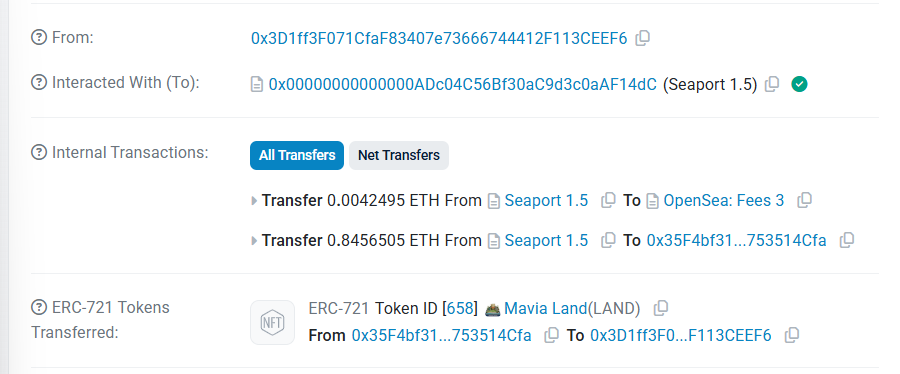 From:
0x3D1ff3F071CfaF83407e73666744412F113CEEF6
Interacted With (To):
0x00000000000000ADc04C56Bf30aC9d3c0aAF14dC (Seaport 1.5)
Internal Transactions:
All Transfers Net Transfers
Transfer 0.0042495 ETH From Seaport 1.5 To OpenSea: Fees 3
Transfer 0.8456505 ETH From Seaport 1.5 To 0x35F4bf31...753514Cfa
ERC-721 Tokens Transferred:
NFT
ERC-721 Token ID [658] Mavia Land(LAND)
From 0x35F4bf31...753514Cfa To 0x3D1ff3F0...F113CEEF6